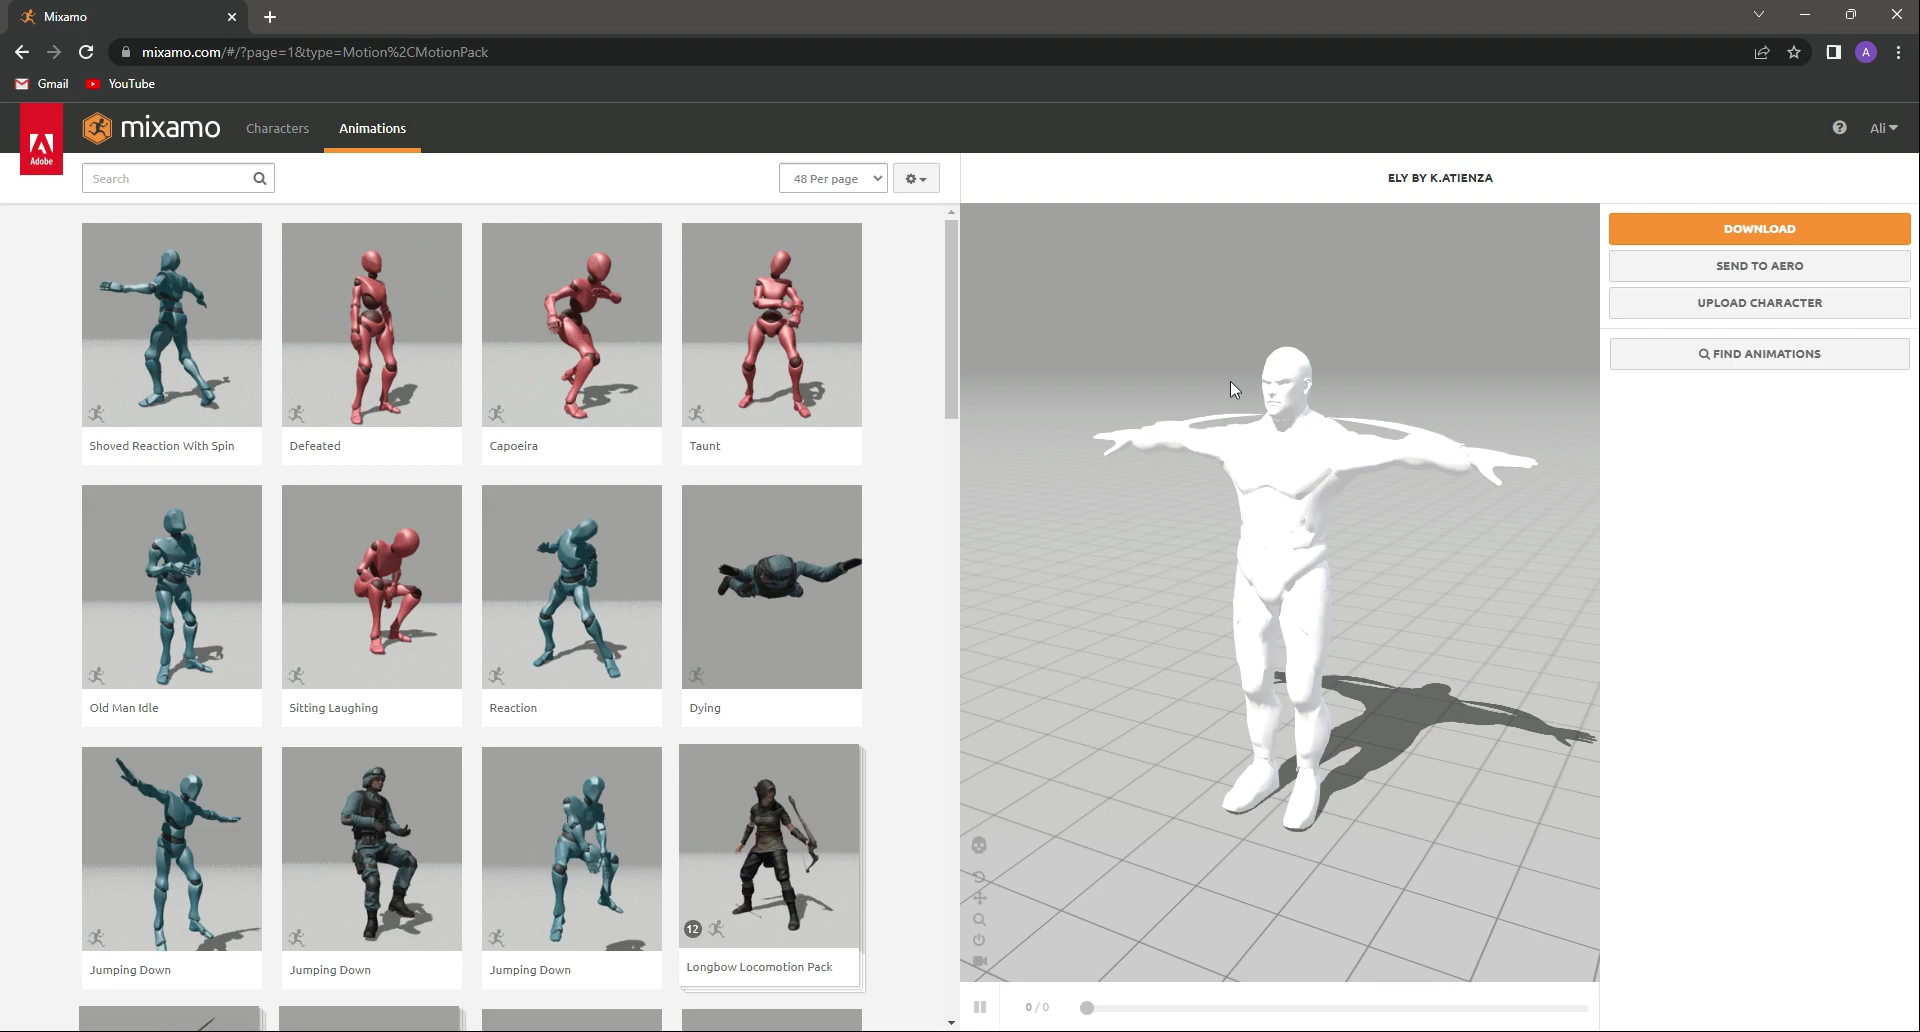 Mixamo
mixamo.com/#/?page=1&type=Motion%2CMotionPack
A
Gmail
YouTube
Adobe
mixamo
Characters
Animations
?
Ali
Search
48 Per page
ELY BY K.ATIENZA
DOWNLOAD
SEND TO AERO
UPLOAD CHARACTER
FIND ANIMATIONS
Shoved Reaction With Spin
Defeated
Capoeira
Taunt
Old Man Idle
Sitting Laughing
Reaction
Dying
12
Jumping Down
Jumping Down
Jumping Down
Longbow Locomotion Pack
0 / 0